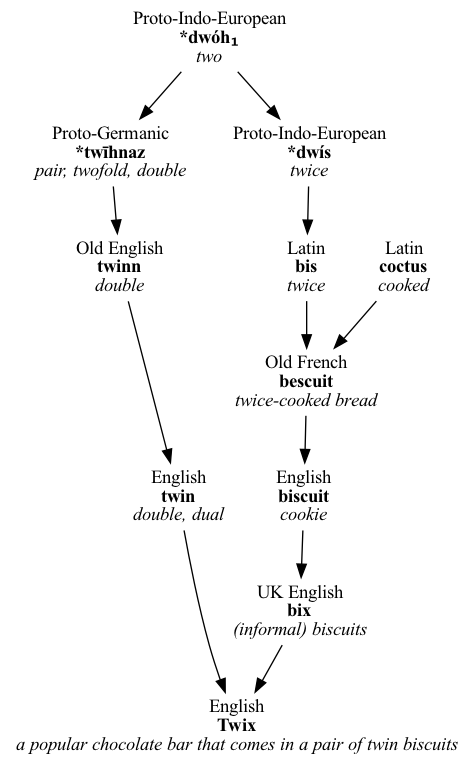 Proto-Indo-European
*dwóh₁
two
Proto-Germanic
*twīhnaz
pair, twofold, double
Proto-Indo-European
*dwís
twice
Old English
twinn
double
Latin
bis
twice
Latin
coctus
cooked
Old French
bescuit
twice-cooked bread
English
twin
double, dual
English
biscuit
cookie
UK English
bix
(informal) biscuits
English
Twix
a popular chocolate bar that comes in a pair of twin biscuits